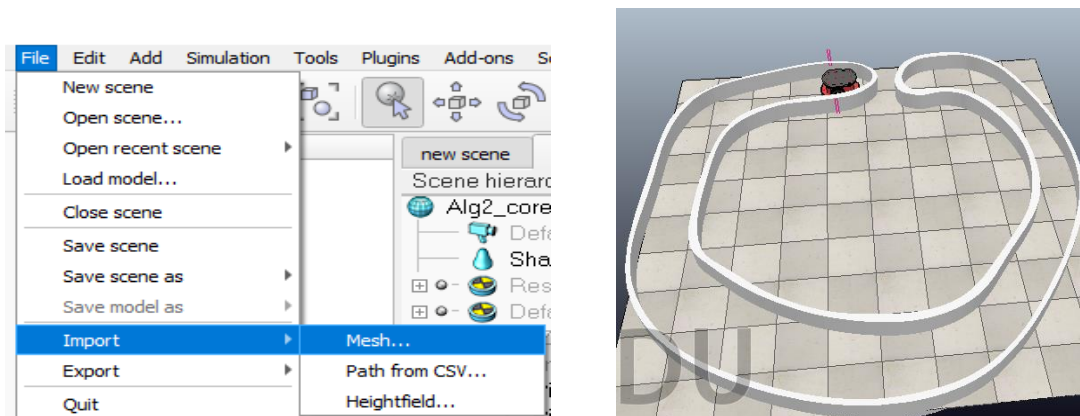 File Edit Add Simulation Tools Plugins Add-ons
New scene
Open scene...
Open recent scene
Load model...
Close scene
Save scene
Save scene as
Save model as
Import
Export
Quit
Mesh...
Path from CSV...
Heightfield...
new scene
Scene hierarc
Alg2_core
Defa
Sha
Res
Defa
DU